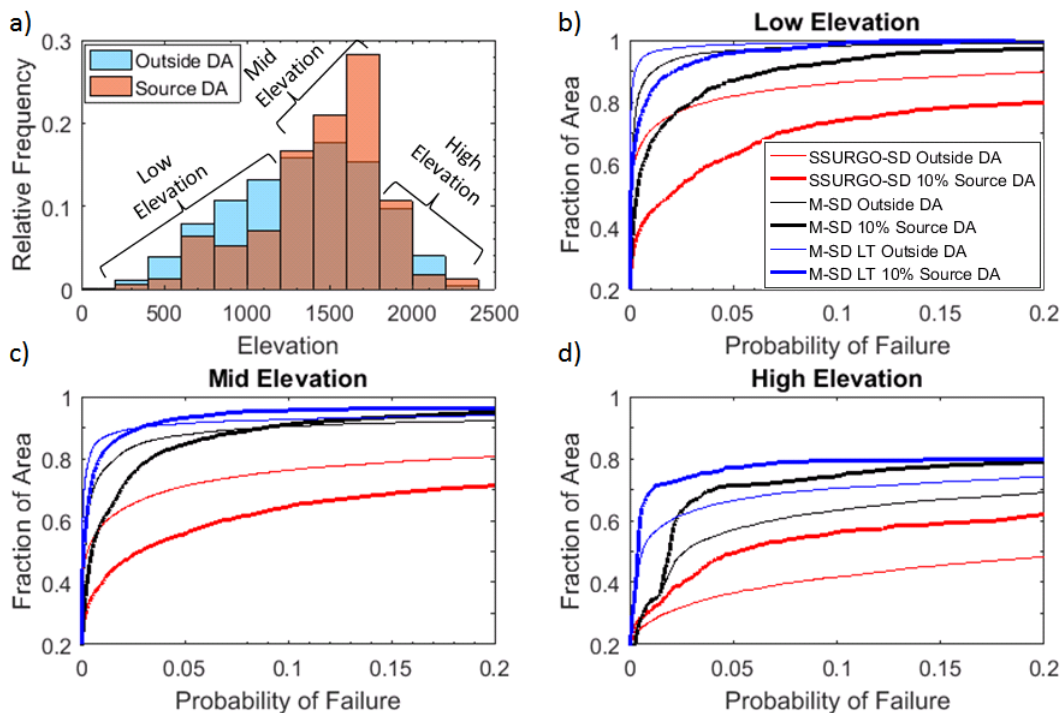 a)
0.3
0.2
0.1
0
Relative Frequency
Outside DA
Source DA
Low
Elevation
Mid
Elevation
High
Elevation
0 500 1000 1500 2000 2500
Elevation
b)
Low Elevation
1
0.8
0.6
0.4
0.2
Fraction of Area
SSURGO-SD Outside DA
SSURGO-SD 10% Source DA
M-SD Outside DA
M-SD 10% Source DA
M-SD LT Outside DA
M-SD LT 10% Source DA
0 0.05 0.1 0.15 0.2
Probability of Failure
c)
Mid Elevation
1
0.8
0.6
0.4
0.2
Fraction of Area
0 0.05 0.1 0.15 0.2
Probability of Failure
d)
High Elevation
1
0.8
0.6
0.4
0.2
Fraction of Area
0 0.05 0.1 0.15 0.2
Probability of Failure